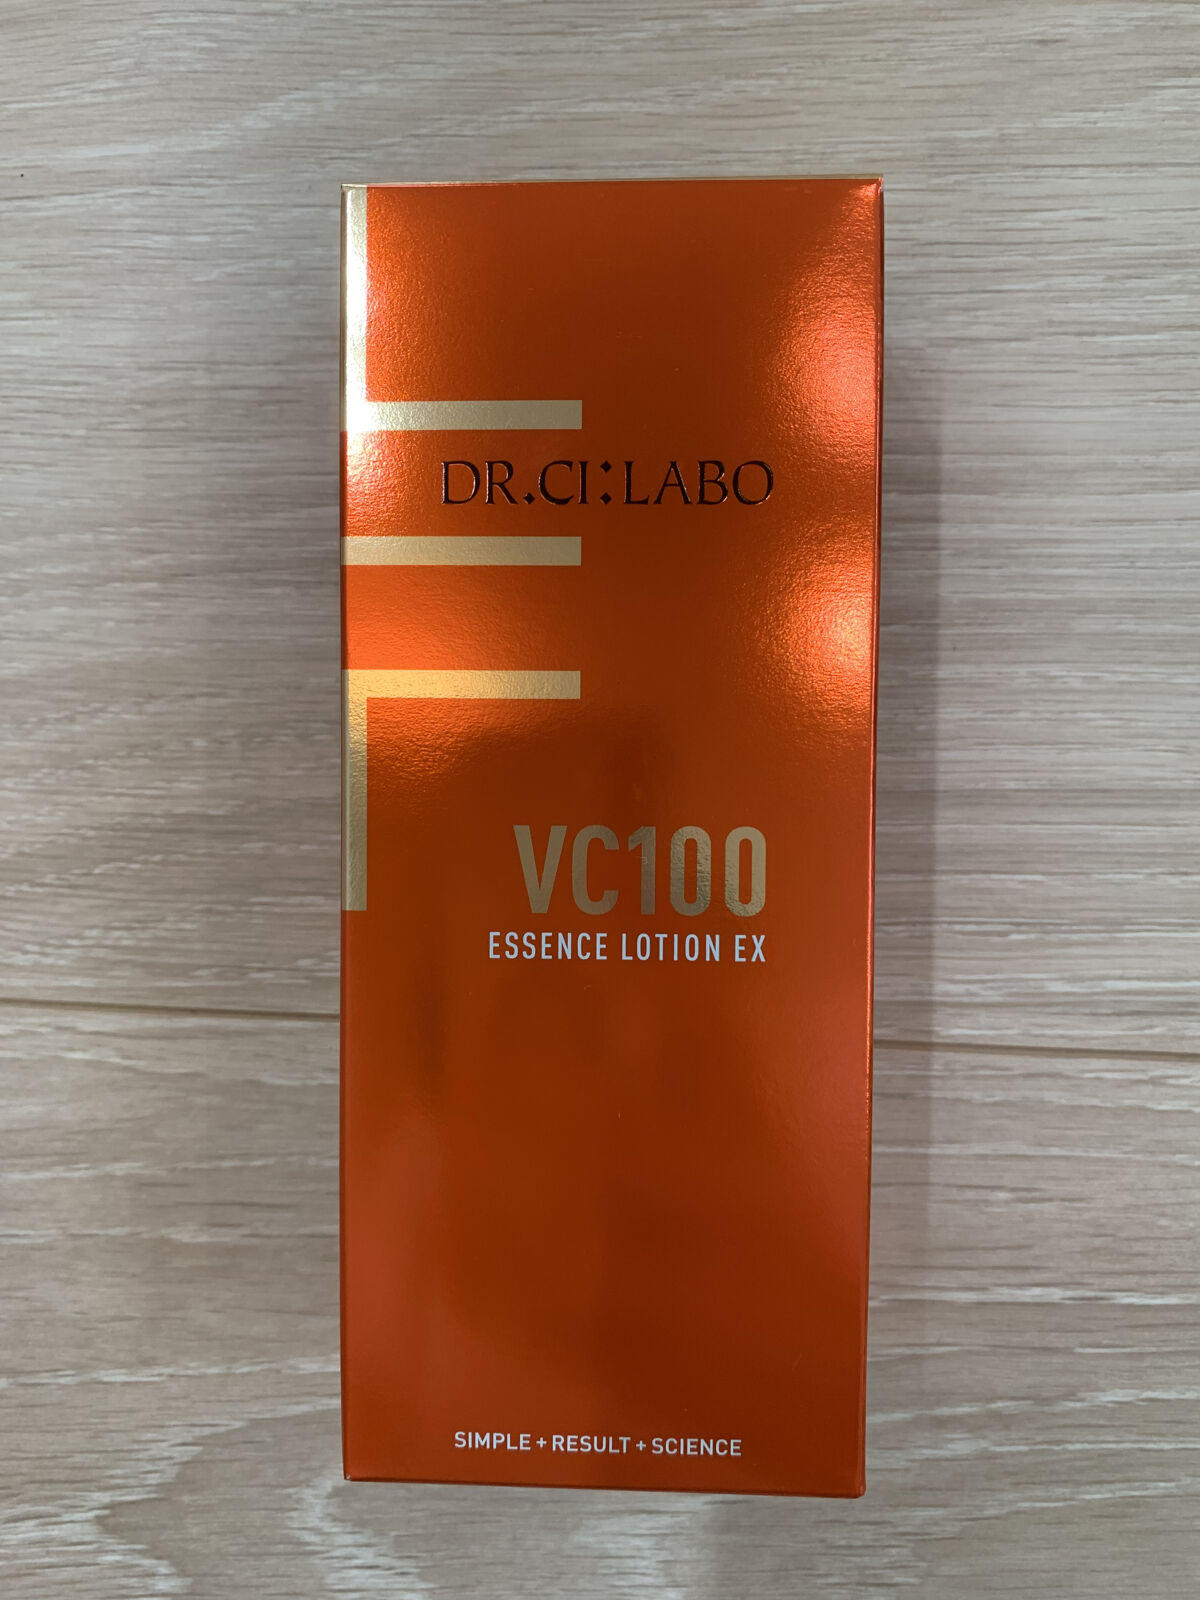 DR.CI:LABO
VC100
ESSENCE LOTION EX
SIMPLE + RESULT + SCIENCE